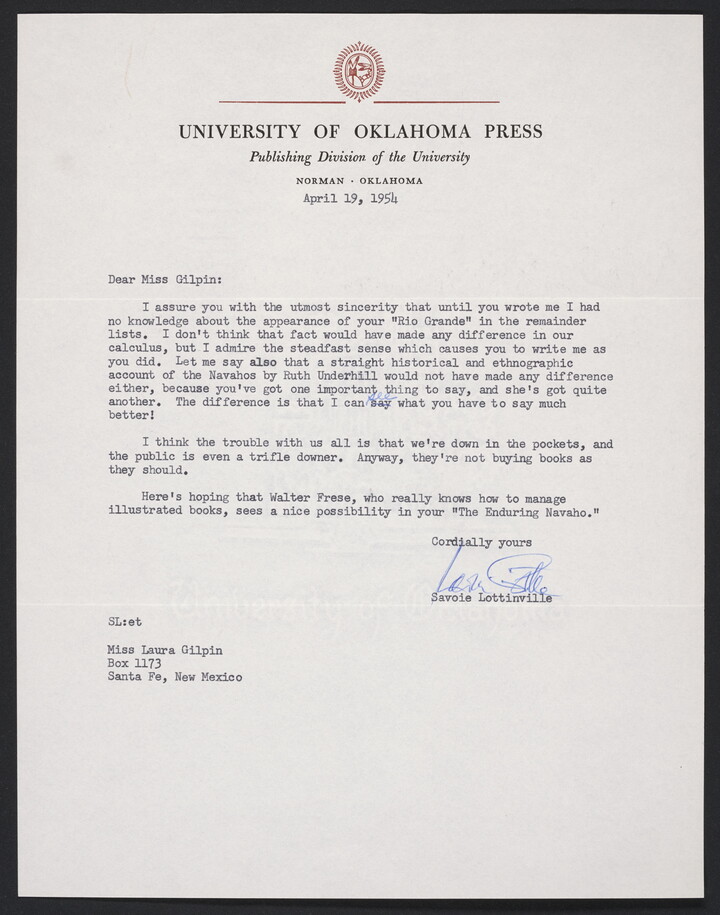 UNIVERSITY OF OKLAHOMA PRESS
Publishing Division of the University
NORMAN · OKLAHOMA
April 19, 1954
Dear Miss Gilpin:
I assure you with the utmost sincerity that until you wrote me I had
no knowledge about the appearance of your "Rio Grande" in the remainder
lists. I don't think that fact would have made any difference in our
calculus, but I admire the steadfast sense which causes you to write me as
you did. Let me say also that a straight historical and ethnographic
account of the Navahos by Ruth Underhill would not have made any difference
either, because you've got one important thing to say, and she's got quite
see
another. The difference is that I can say what you have to say much
better!
I think the trouble with us all is that we're down in the pockets, and
the public is even a trifle downer. Anyway, they're not buying books as
they should.
Here's hoping that Walter Frese, who really knows how to manage
illustrated books, sees a nice possibility in your "The Enduring Navaho."
Cordially yours
Savoie Lottinville
SL:et
Miss Laura Gilpin
Box 1173
Santa Fe, New Mexico